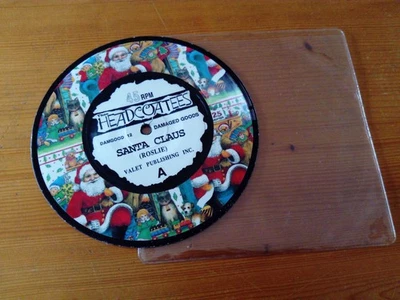 45 RPM
HEADCOATEES
DAMGOOD 18 DAMAGED GOODS
SANTA CLAUS
(ROSLIE)
VALET PUBLISHING INC.
A